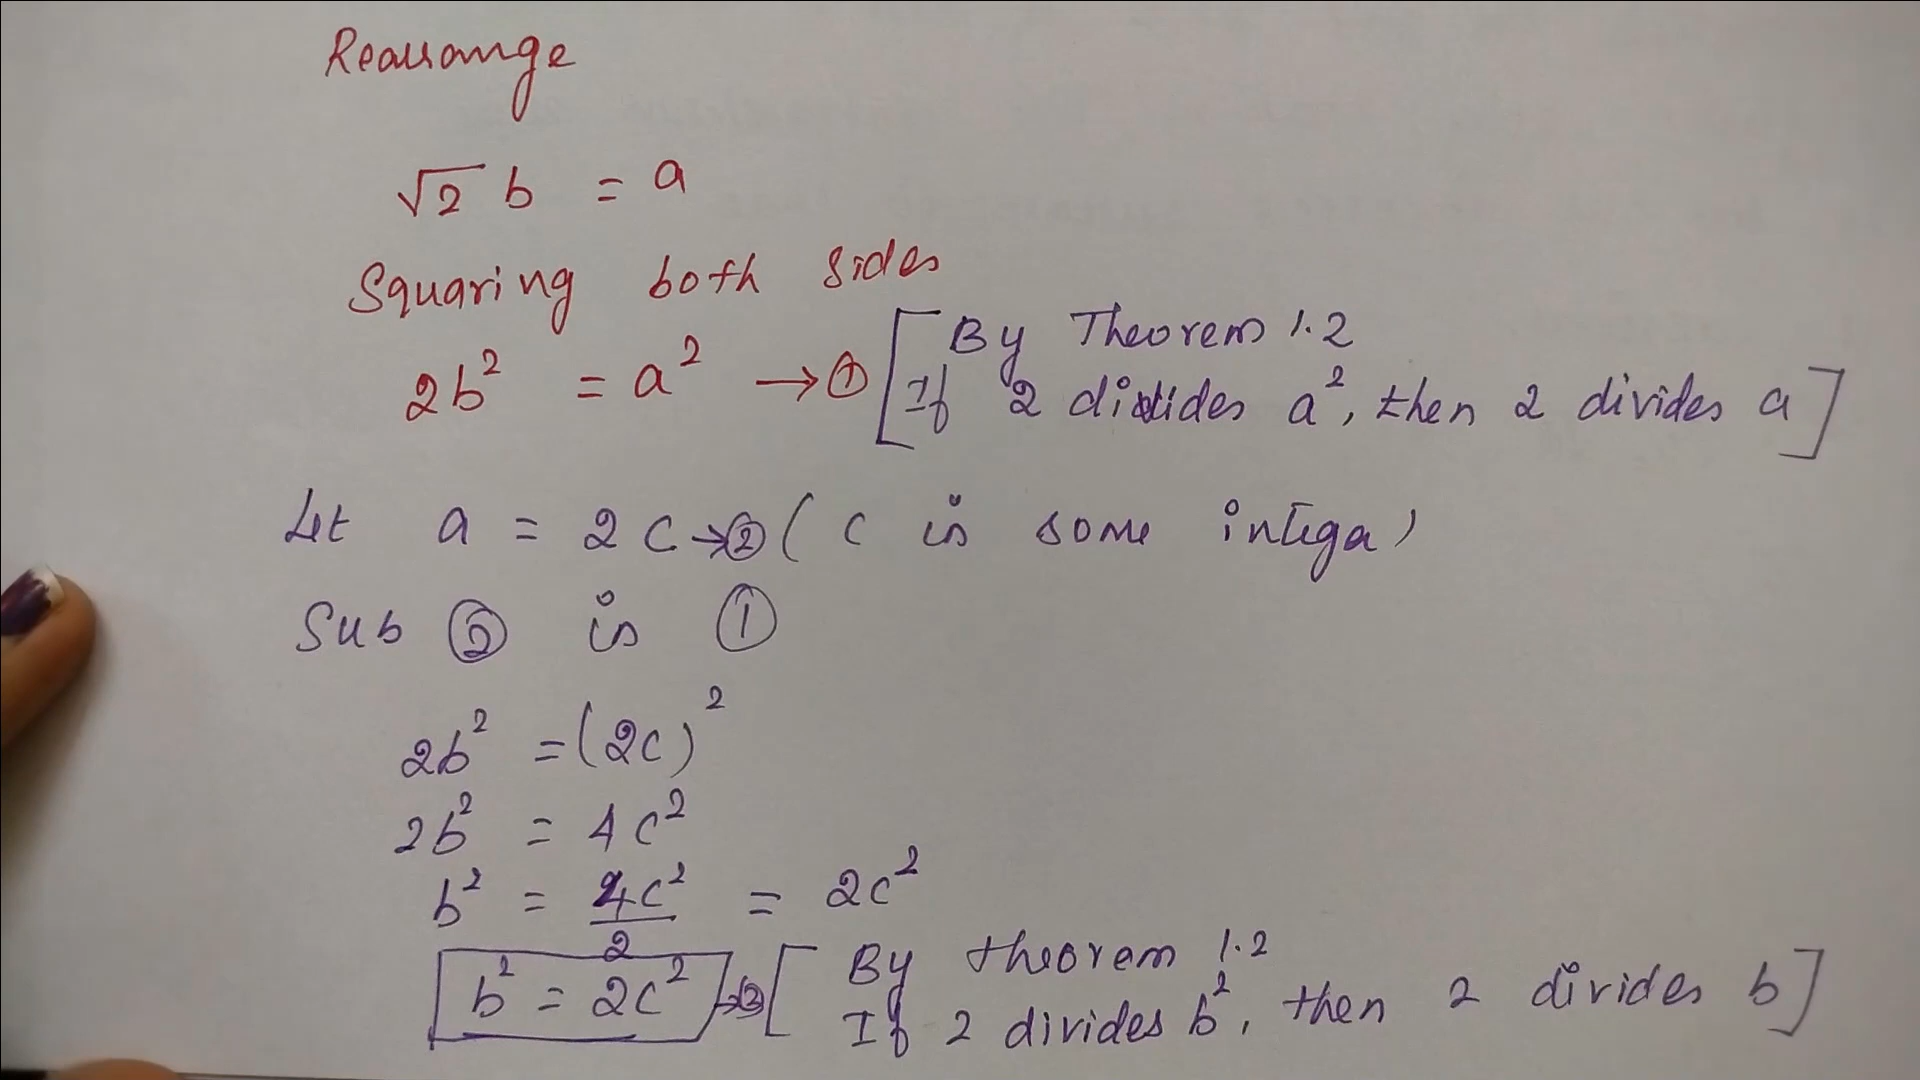 Rearrange
√2 b = a
Squaring both sides
2b² = a² → ① [By Theorem 1.2
If 2 divides a², then 2 divides a]
Let a = 2c → ② (c is some integer)
Sub ② in ①
2b² = (2c)²
2b² = 4c²
b² = 4c²/2 = 2c²
b² = 2c² → ③ [By theorem 1.2
If 2 divides b², then 2 divides b]